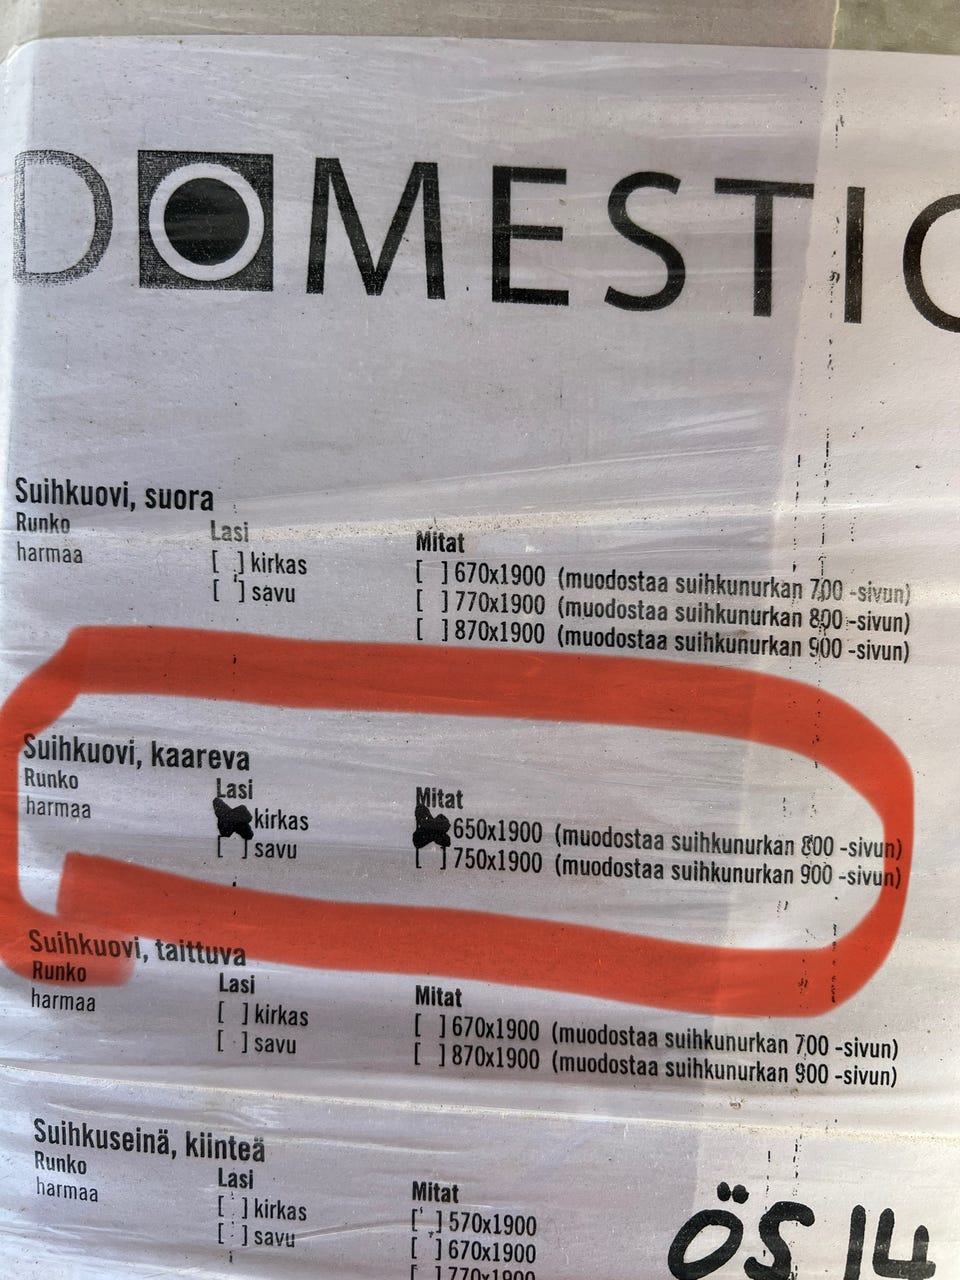 DOMESTIC
Suihkuovi, suora
Runko Lasi Mitat
harmaa [ ] kirkas [ ] 670x1900 (muodostaa suihkunurkan 700 -sivun)
[ ] savu [ ] 770x1900 (muodostaa suihkunurkan 800 -sivun)
[ ] 870x1900 (muodostaa suihkunurkan 900 -sivun)
Suihkuovi, kaareva
Runko Lasi Mitat
harmaa kirkas 650x1900 (muodostaa suihkunurkan 800 -sivun)
[ ] savu [ ] 750x1900 (muodostaa suihkunurkan 900 -sivun)
Suihkuovi, taittuva
Runko Lasi Mitat
harmaa [ ] kirkas [ ] 670x1900 (muodostaa suihkunurkan 700 -sivun)
[ ] savu [ ] 870x1900 (muodostaa suihkunurkan 900 -sivun)
Suihkuseinä, kiinteä
Runko Lasi Mitat
harmaa [ ] kirkas [ ] 570x1900
[ ] savu [ ] 670x1900
[ ] 770x1900
ÖS 14